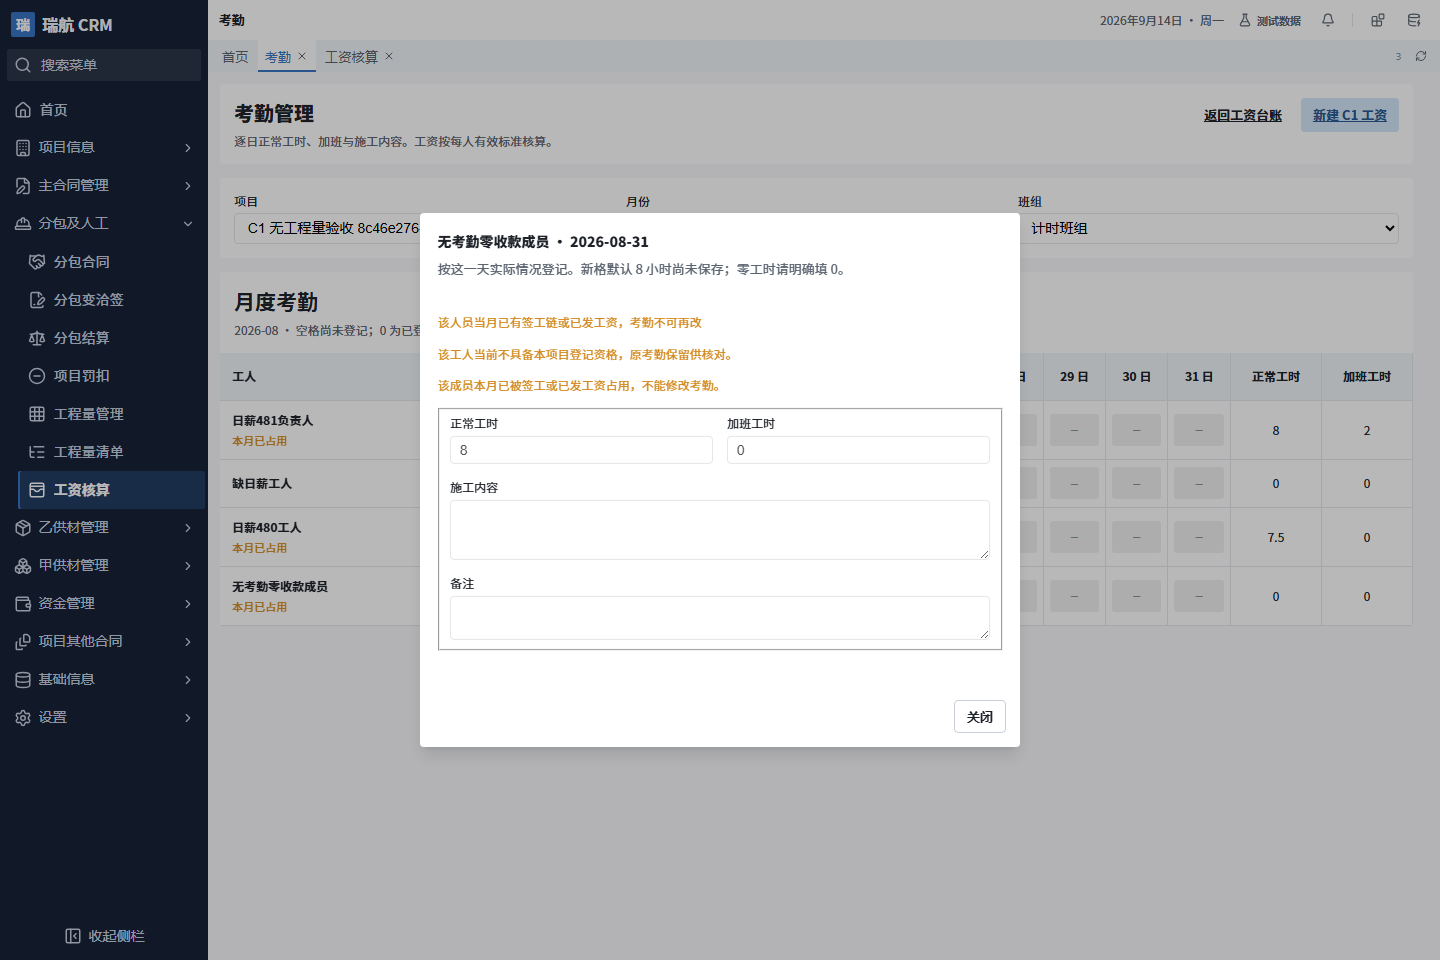 瑞 瑞航 CRM
搜索菜单
首页
项目信息
主合同管理
分包及人工
分包合同
分包变洽签
分包结算
项目罚扣
工程量管理
工程量清单
工资核算
乙供材管理
甲供材管理
资金管理
项目其他合同
基础信息
设置
收起侧栏
考勤
2026年9月14日 · 周一 测试数据
首页 考勤 × 工资核算 ×
3
考勤管理
逐日正常工时、加班与施工内容。工资按每人有效标准核算。
返回工资台账 新建 C1 工资
项目 月份 班组
C1 无工程量验收 8c46e276 计时班组
月度考勤
2026-08 · 空格尚未登记；0 为已登
工人 日 29 日 30 日 31 日 正常工时 加班工时
日薪481负责人
本月已占用
– – – 8 2
缺日薪工人 – – – 0 0
日薪480工人
本月已占用
– – – 7.5 0
无考勤零收款成员
本月已占用
– – – 0 0
无考勤零收款成员 · 2026-08-31
按这一天实际情况登记。新格默认 8 小时尚未保存；零工时请明确填 0。
该人员当月已有签工链或已发工资，考勤不可再改
该工人当前不具备本项目登记资格，原考勤保留供核对。
该成员本月已被签工或已发工资占用，不能修改考勤。
正常工时 加班工时
8 0
施工内容
备注
关闭